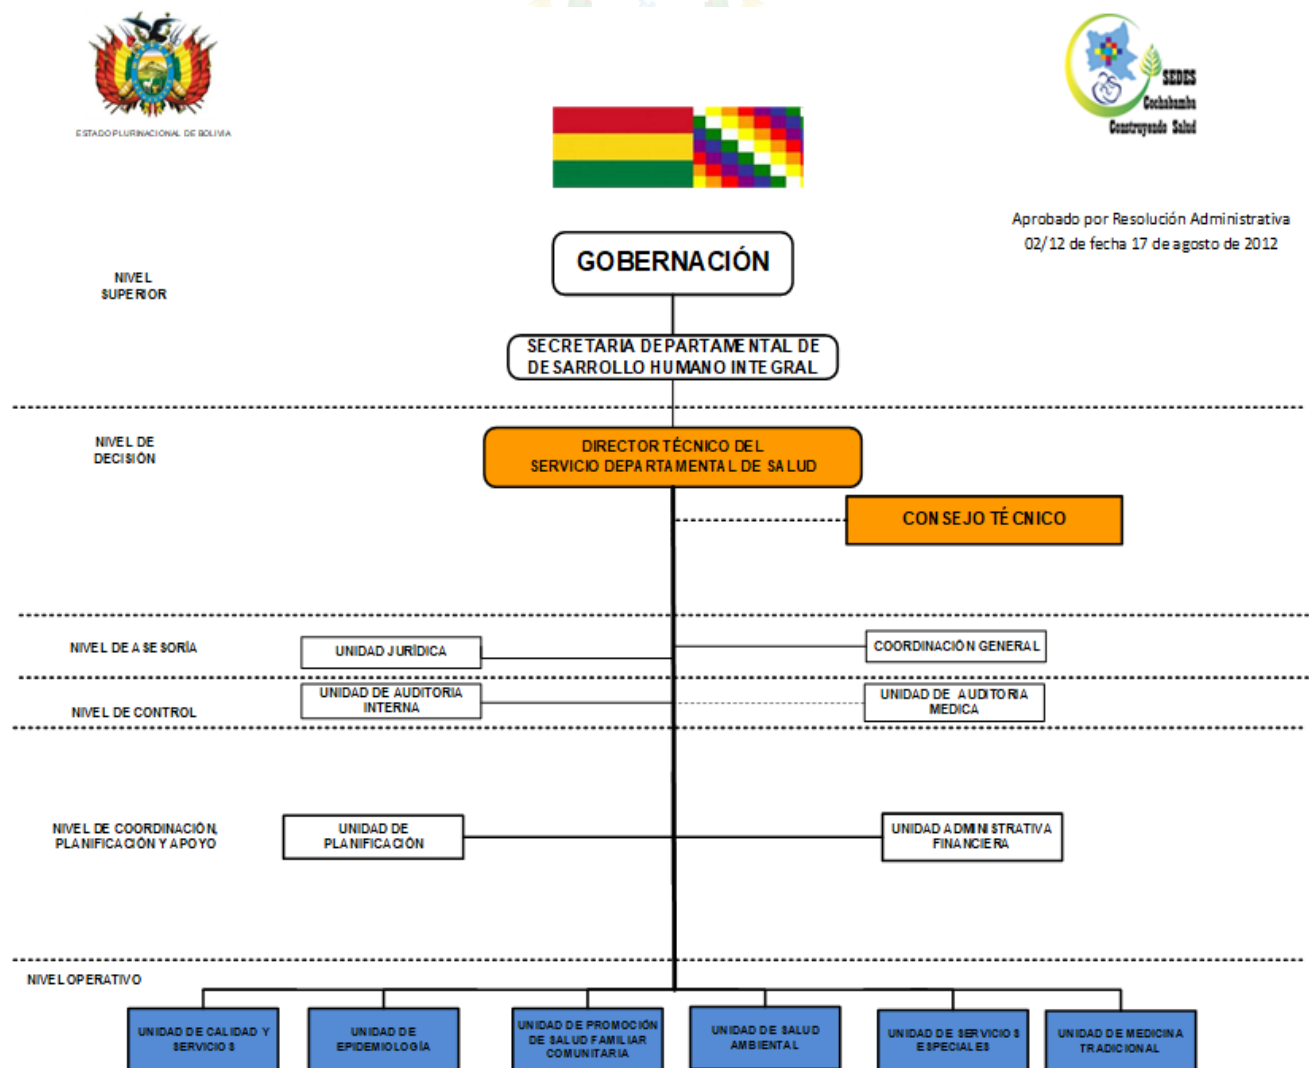 ESTADO PLURINACIONAL DE BOLIVIA
SEDES
Cochabamba
Construyendo Salud
Aprobado por Resolución Administrativa
02/12 de fecha 17 de agosto de 2012
NIVEL
SUPERIOR
GOBERNACIÓN
SECRETARIA DEPARTAMENTAL DE
DESARROLLO HUMANO INTEGRAL
NIVEL DE
DECISIÓN
DIRECTOR TÉCNICO DEL
SERVICIO DEPARTAMENTAL DE SALUD
CONSEJO TÉCNICO
NIVEL DE ASESORÍA
UNIDAD JURÍDICA
COORDINACIÓN GENERAL
NIVEL DE CONTROL
UNIDAD DE AUDITORIA
INTERNA
UNIDAD DE AUDITORIA
MEDICA
NIVEL DE COORDINACIÓN,
PLANIFICACIÓN Y APOYO
UNIDAD DE
PLANIFICACIÓN
UNIDAD ADMINISTRATIVA
FINANCIERA
NIVEL OPERATIVO
UNIDAD DE CALIDAD Y
SERVICIOS
UNIDAD DE
EPIDEMIOLOGÍA
UNIDAD DE PROMOCIÓN
DE SALUD FAMILIAR
COMUNITARIA
UNIDAD DE SALUD
AMBIENTAL
UNIDAD DE SERVICIOS
ESPECIALES
UNIDAD DE MEDICINA
TRADICIONAL